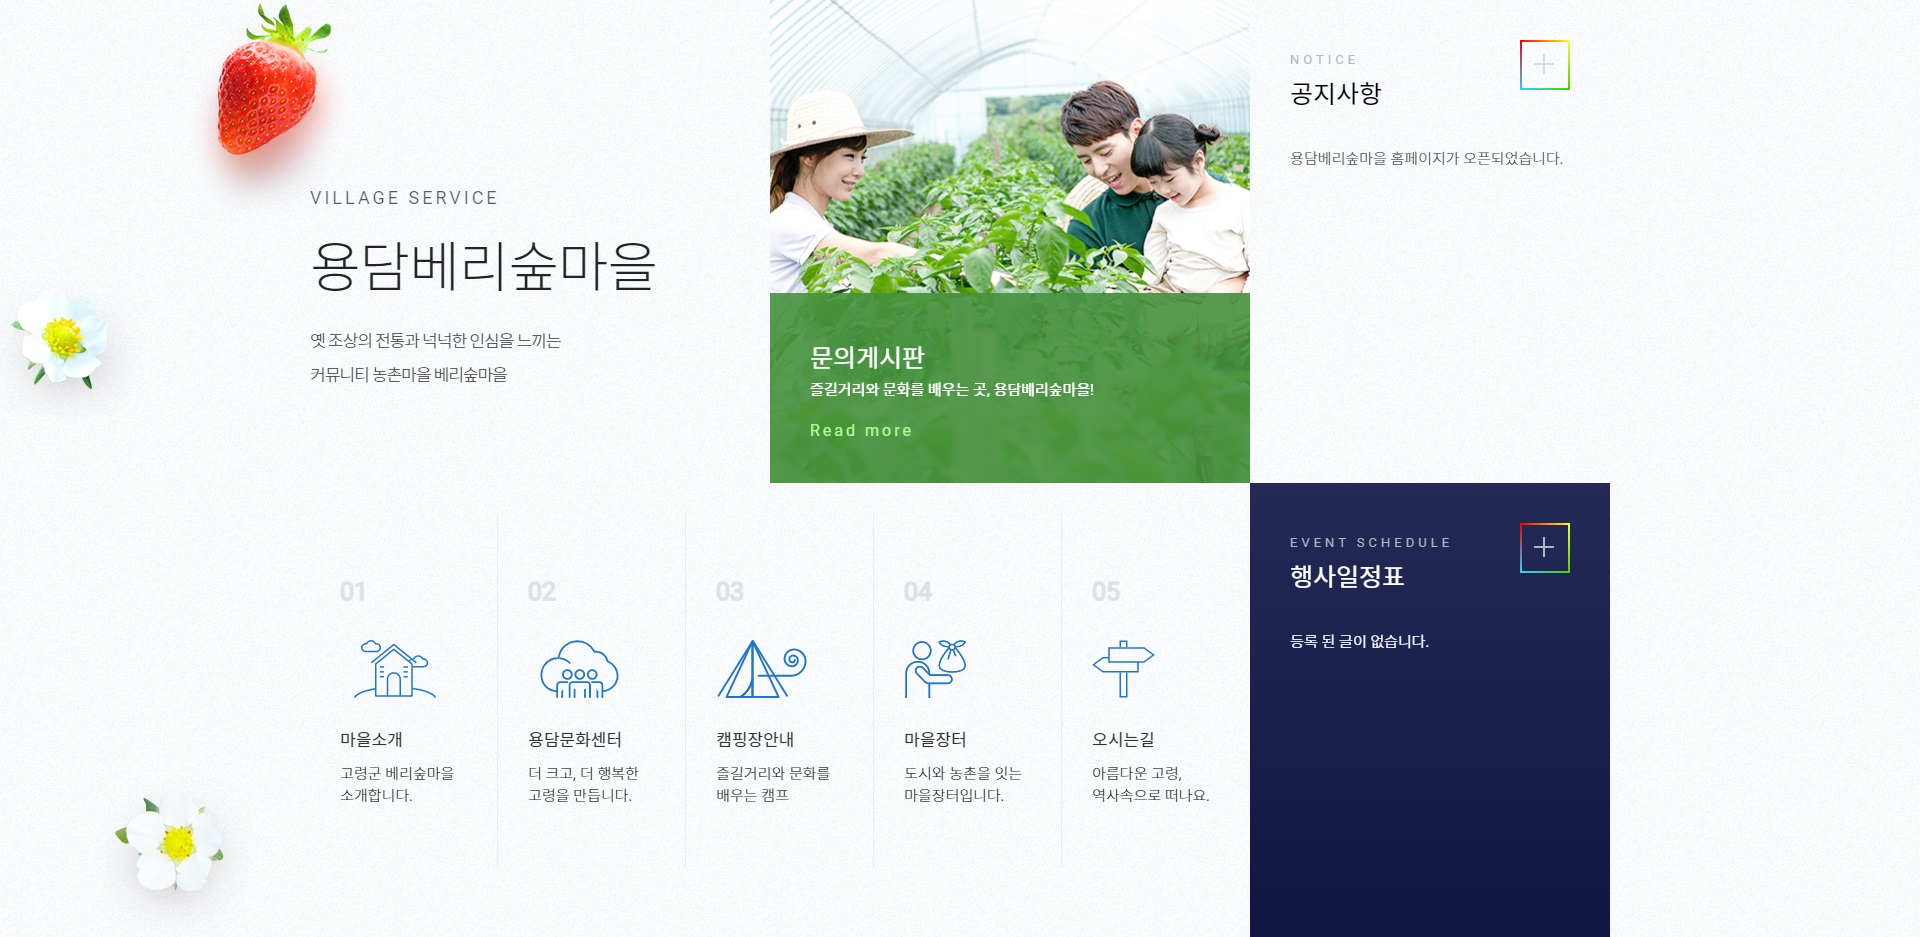 VILLAGE SERVICE
용담베리숲마을
옛 조상의 전통과 넉넉한 인심을 느끼는
커뮤니티 농촌마을 베리숲마을
문의게시판
즐길거리와 문화를 배우는 곳, 용담베리숲마을!
Read more
NOTICE
공지사항
용담베리숲마을 홈페이지가 오픈되었습니다.
01
마을소개
고령군 베리숲마을
소개합니다.
02
용담문화센터
더 크고, 더 행복한
고령을 만듭니다.
03
캠핑장안내
즐길거리와 문화를
배우는 캠프
04
마을장터
도시와 농촌을 잇는
마을장터입니다.
05
오시는길
아름다운 고령,
역사속으로 떠나요.
EVENT SCHEDULE
행사일정표
등록 된 글이 없습니다.